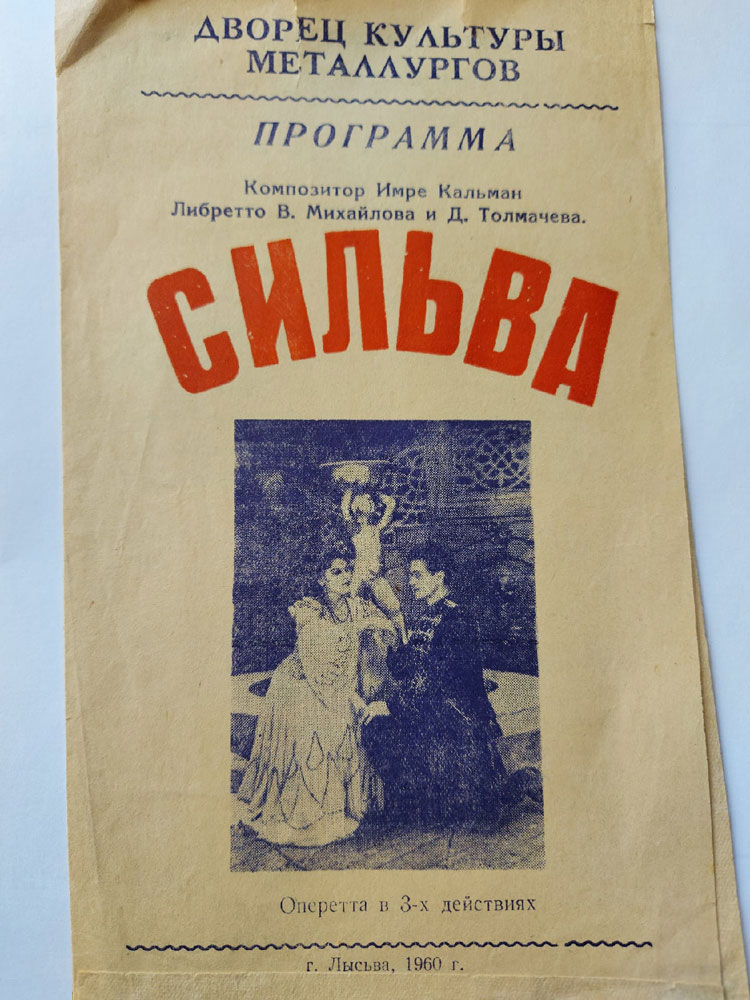 ДВОРЕЦ КУЛЬТУРЫ
МЕТАЛЛУРГОВ
ПРОГРАММА
Композитор Имре Кальман
Либретто В. Михайлова и Д. Толмачева.
СИЛЬВА
Оперетта в 3-х действиях
г. Лысьва, 1960 г.